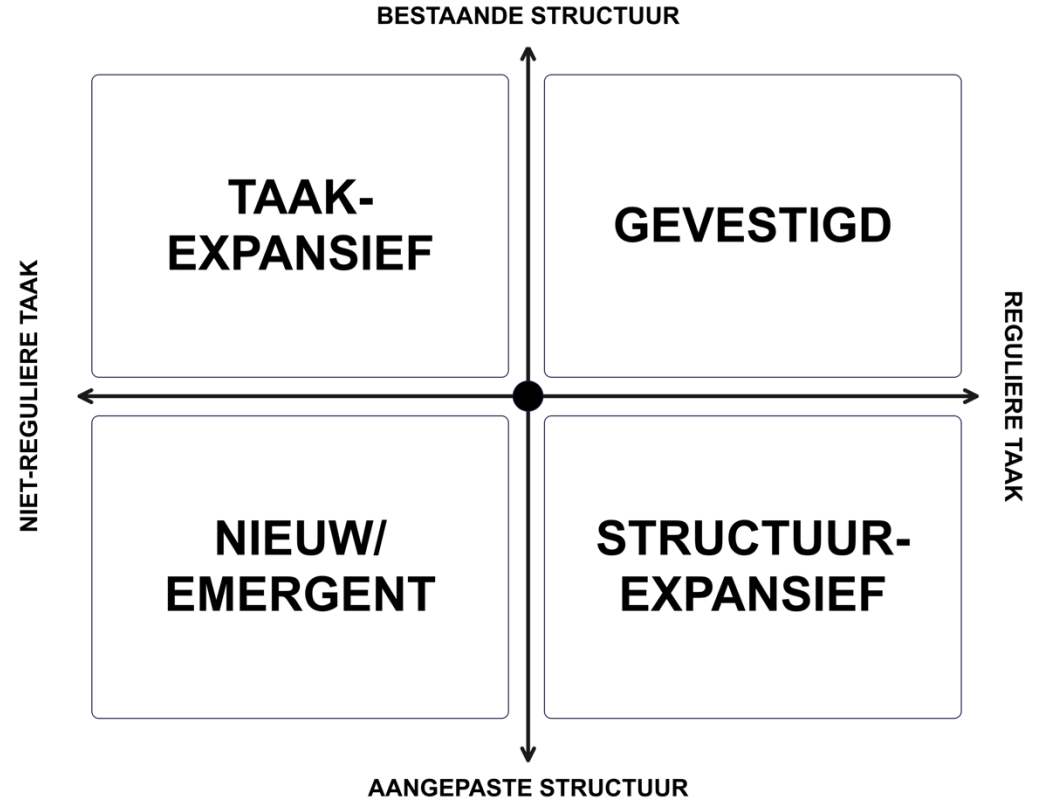 BESTAANDE STRUCTUUR
TAAK-
EXPANSIEF
GEVESTIGD
NIET-REGULIERE TAAK
REGULIERE TAAK
NIEUW/
EMERGENT
STRUCTUUR-
EXPANSIEF
AANGEPASTE STRUCTUUR